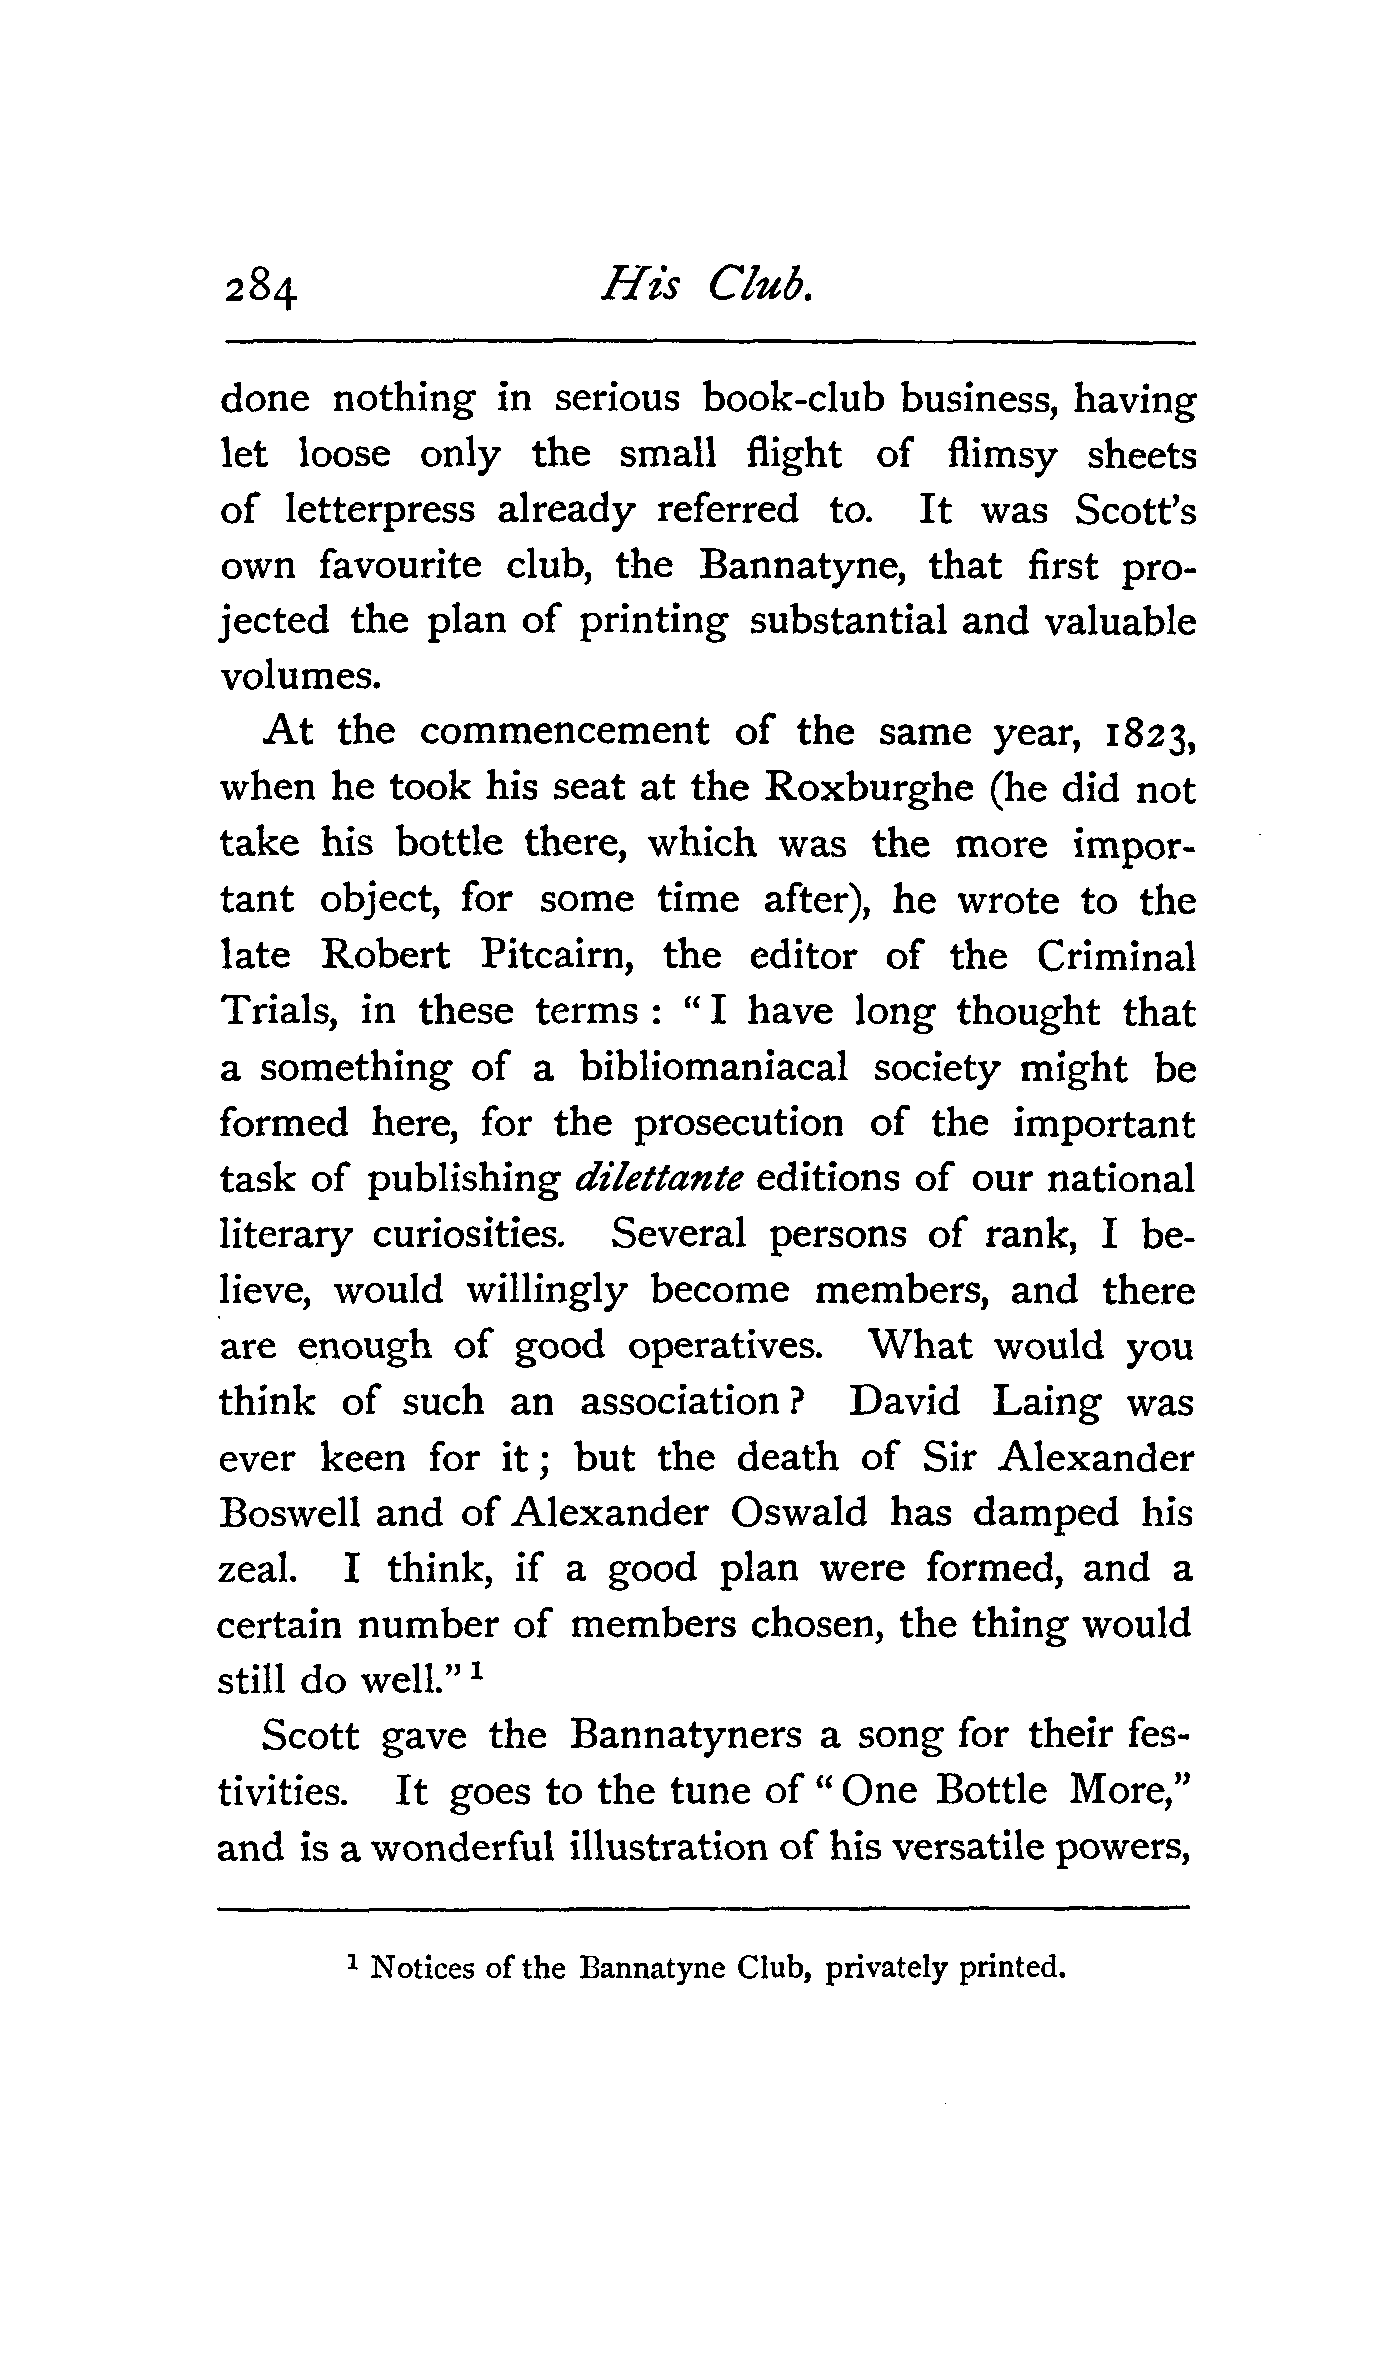 284 His Club.
done nothing in serious book-club business, having
let loose only the small flight of flimsy sheets
of letterpress already referred to. It was Scott's
own favourite club, the Bannatyne, that first pro-
jected the plan of printing substantial and valuable
volumes.
At the commencement of the same year, 1823,
when he took his seat at the Roxburghe (he did not
take his bottle there, which was the more impor-
tant object, for some time after), he wrote to the
late Robert Pitcairn, the editor of the Criminal
Trials, in these terms : “ I have long thought that
a something of a bibliomaniacal society might be
formed here, for the prosecution of the important
task of publishing dilettante editions of our national
literary curiosities. Several persons of rank, I be-
lieve, would willingly become members, and there
are enough of good operatives. What would you
think of such an association ? David Laing was
ever keen for it ; but the death of Sir Alexander
Boswell and of Alexander Oswald has damped his
zeal. I think, if a good plan were formed, and a
certain number of members chosen, the thing would
still do well.” 1
Scott gave the Bannatyners a song for their fes-
tivities. It goes to the tune of “ One Bottle More,”
and is a wonderful illustration of his versatile powers,
1 Notices of the Bannatyne Club, privately printed.